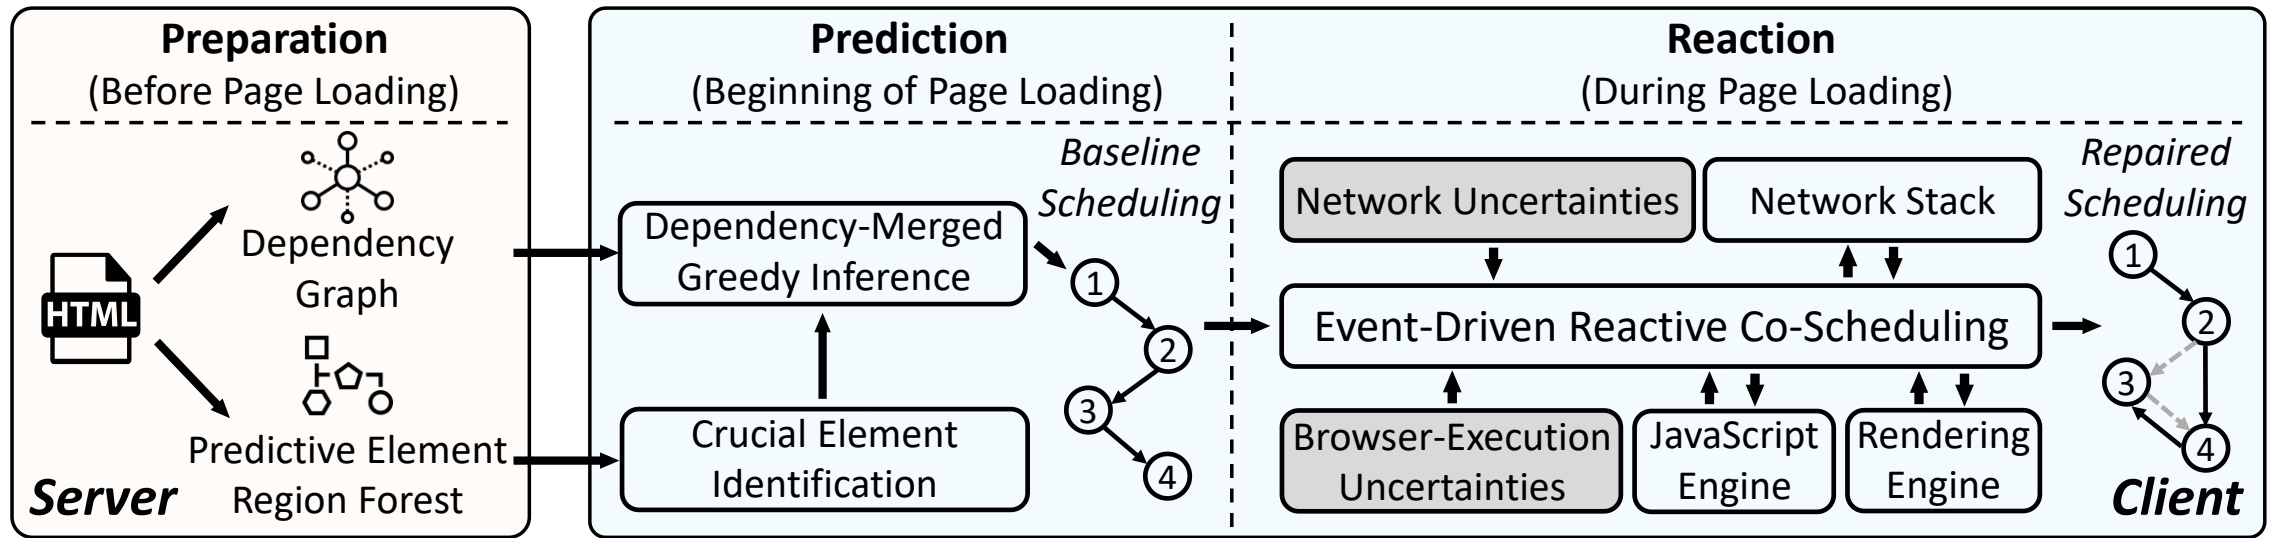 Preparation
(Before Page Loading)
HTML
Dependency
Graph
Predictive Element
Region Forest
Server
Prediction
(Beginning of Page Loading)
Baseline
Scheduling
Dependency-Merged
Greedy Inference
Crucial Element
Identification
1
2
3
4
Reaction
(During Page Loading)
Network Uncertainties
Network Stack
Event-Driven Reactive Co-Scheduling
Browser-Execution
Uncertainties
JavaScript
Engine
Rendering
Engine
Repaired
Scheduling
1
2
3
4
Client